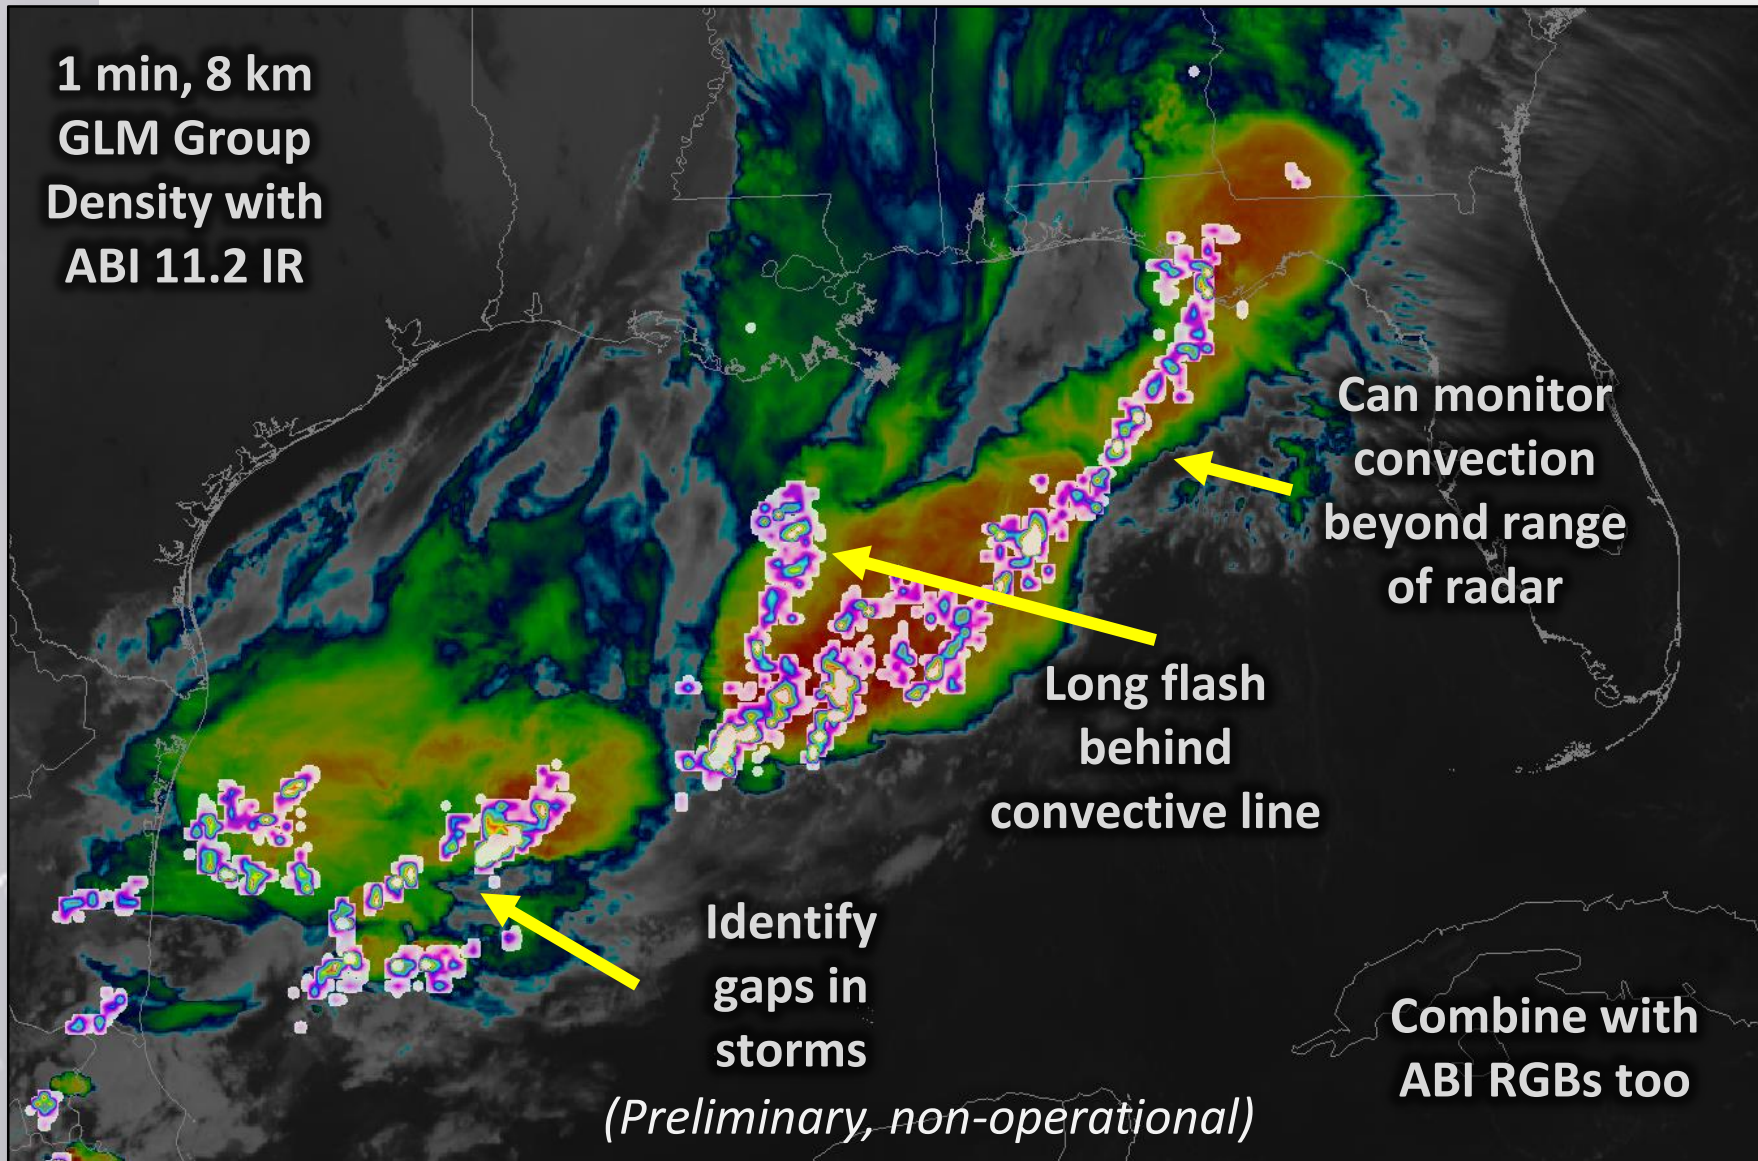 1 min, 8 km
GLM Group
Density with
ABI 11.2 IR
Can monitor
convection
beyond range
of radar
Long flash
behind
convective line
Identify
gaps in
storms
Combine with
ABI RGBs too
(Preliminary, non-operational)